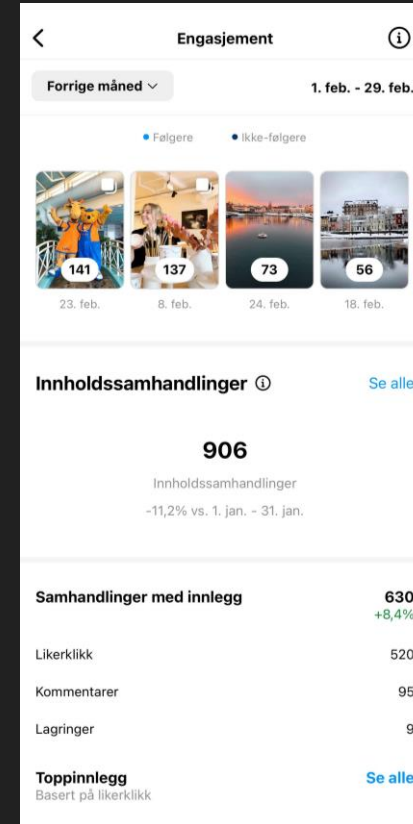 Engasjement
Forrige måned
1. feb. - 29. feb.
Følgere Ikke-følgere
141 137 73 56
23. feb. 8. feb. 24. feb. 18. feb.
Innholdssamhandlinger Se alle
906
Innholdssamhandlinger
-11,2% vs. 1. jan. - 31. jan.
Samhandlinger med innlegg 630
+8,4%
Likerklikk 520
Kommentarer 95
Lagringer 9
Toppinnlegg Se alle
Basert på likerklikk